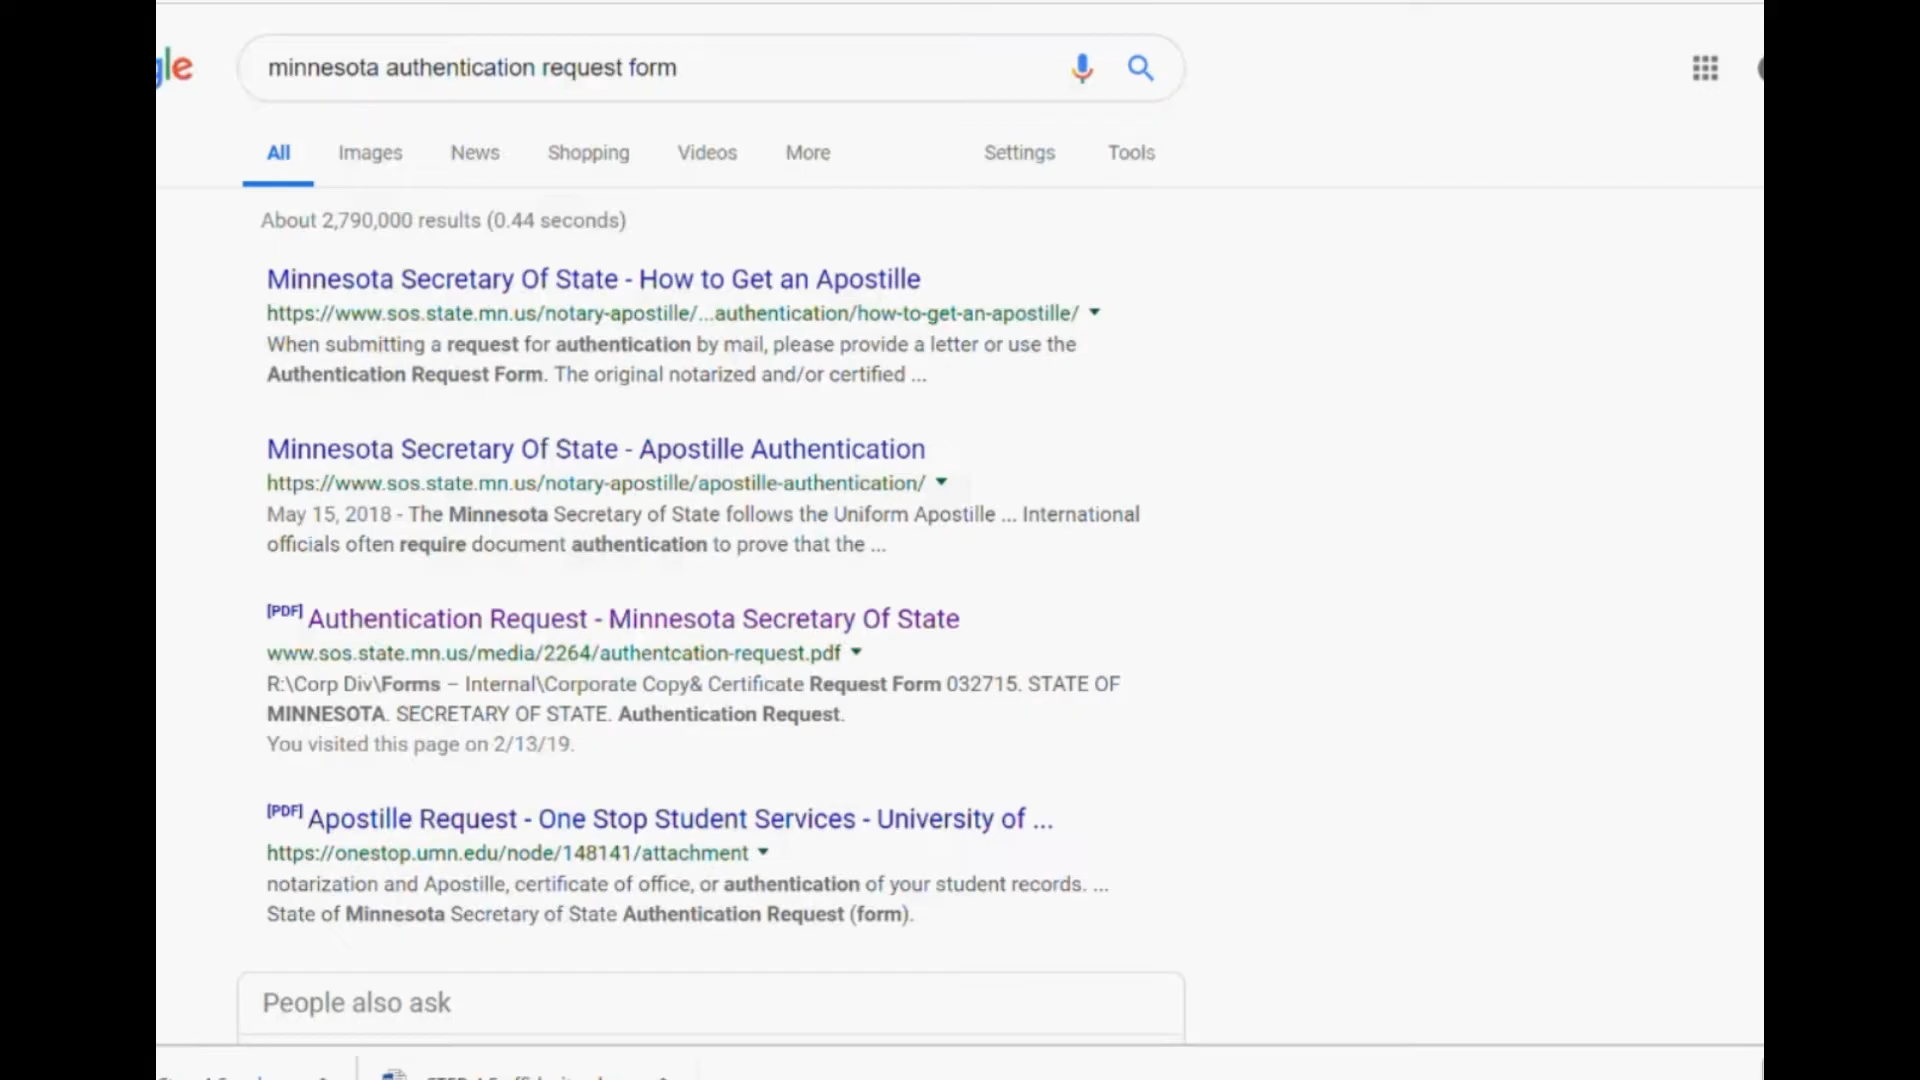 le
minnesota authentication request form
All Images News Shopping Videos More Settings Tools
About 2,790,000 results (0.44 seconds)
Minnesota Secretary Of State - How to Get an Apostille
https://www.sos.state.mn.us/notary-apostille/...authentication/how-to-get-an-apostille/
When submitting a request for authentication by mail, please provide a letter or use the
Authentication Request Form. The original notarized and/or certified ...
Minnesota Secretary Of State - Apostille Authentication
https://www.sos.state.mn.us/notary-apostille/apostille-authentication/
May 15, 2018 - The Minnesota Secretary of State follows the Uniform Apostille ... International
officials often require document authentication to prove that the ...
[PDF] Authentication Request - Minnesota Secretary Of State
www.sos.state.mn.us/media/2264/authentcation-request.pdf
R:\Corp Div\Forms – Internal\Corporate Copy& Certificate Request Form 032715. STATE OF
MINNESOTA. SECRETARY OF STATE. Authentication Request.
You visited this page on 2/13/19.
[PDF] Apostille Request - One Stop Student Services - University of ...
https://onestop.umn.edu/node/148141/attachment
notarization and Apostille, certificate of office, or authentication of your student records. ...
State of Minnesota Secretary of State Authentication Request (form).
People also ask